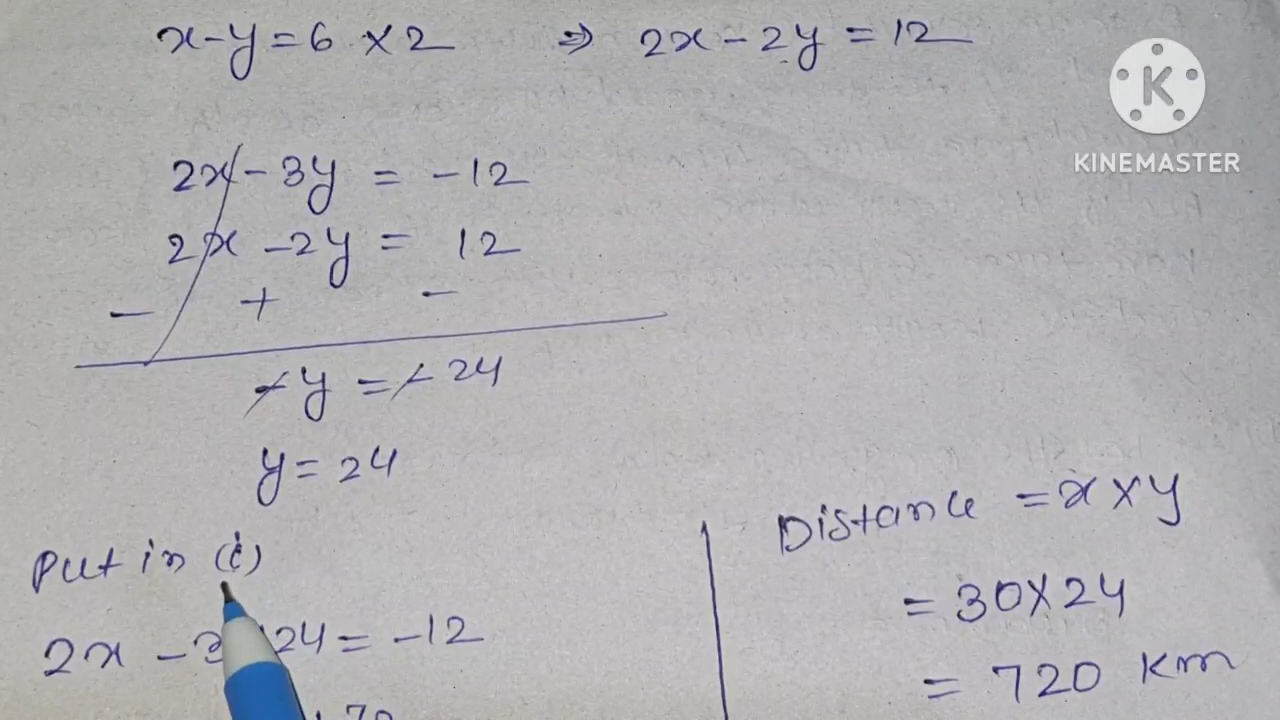 x-y=6 ×2 ⇒ 2x-2y=12
K
KINEMASTER
2x-3y = -12
2x-2y = 12
- + -
-y = -24
y=24
Put in (i)
2x - 24 = -12
Distance = x×y
= 30×24
= 720 Km